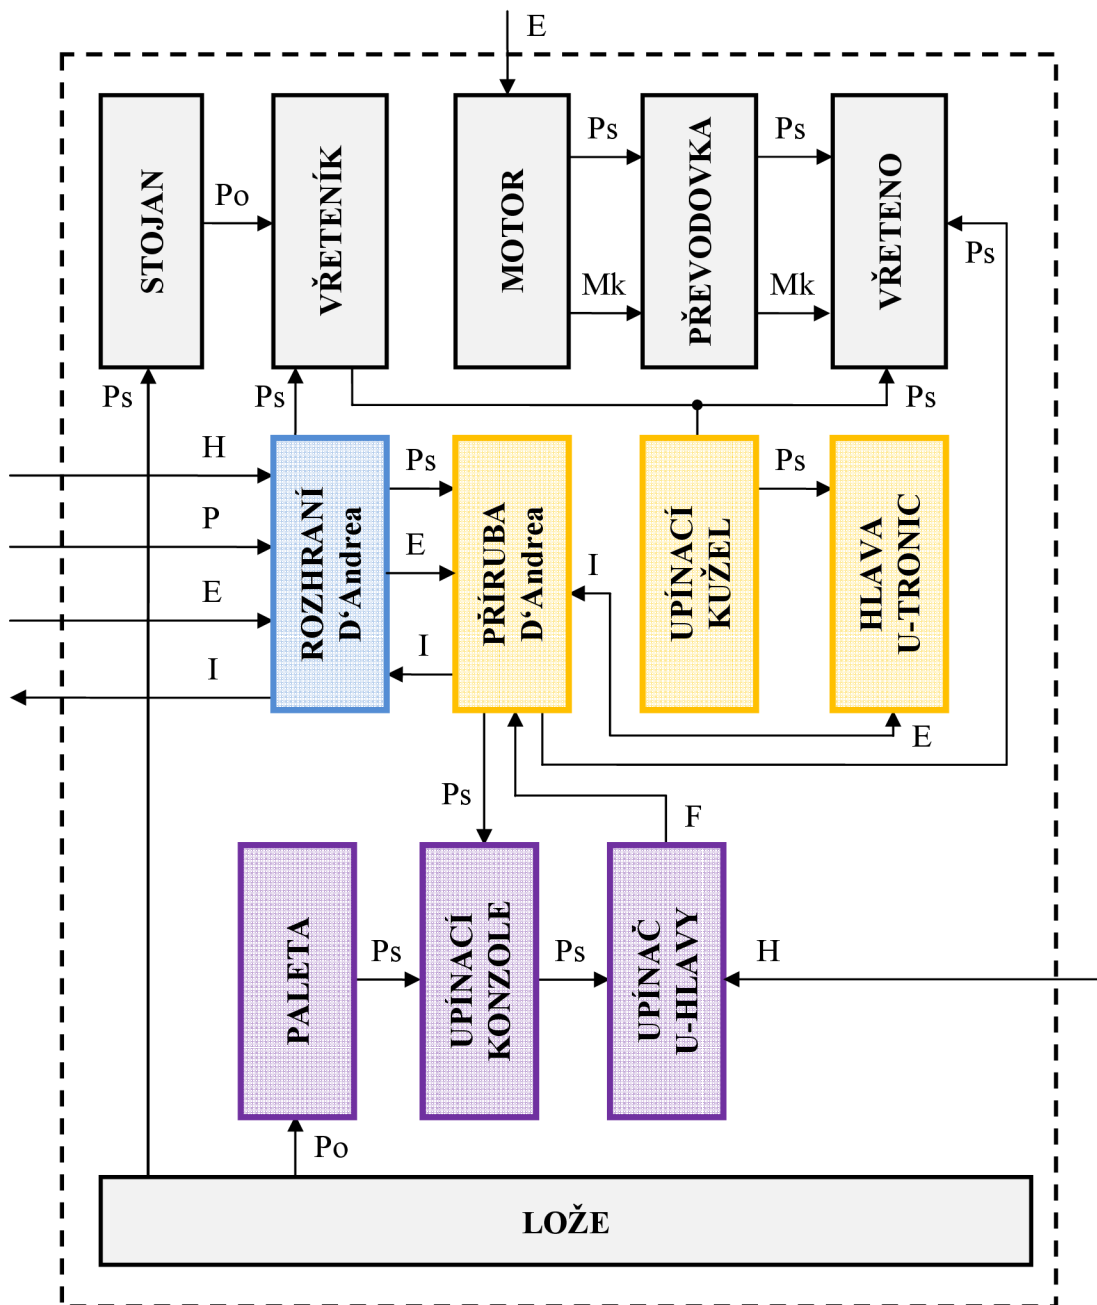 E
STOJAN
Po
VŘETENÍK
MOTOR
Ps
Mk
PŘEVODOVKA
Ps
Mk
VŘETENO
Ps
Ps
Ps
Ps
H
P
E
I
ROZHRANÍ
D‘Andrea
Ps
E
I
PŘÍRUBA
D‘Andrea
I
UPÍNACÍ
KUŽEL
Ps
HLAVA
U-TRONIC
E
Ps
F
PALETA
Ps
UPÍNACÍ
KONZOLE
Ps
UPÍNAČ
U-HLAVY
H
Po
LOŽE